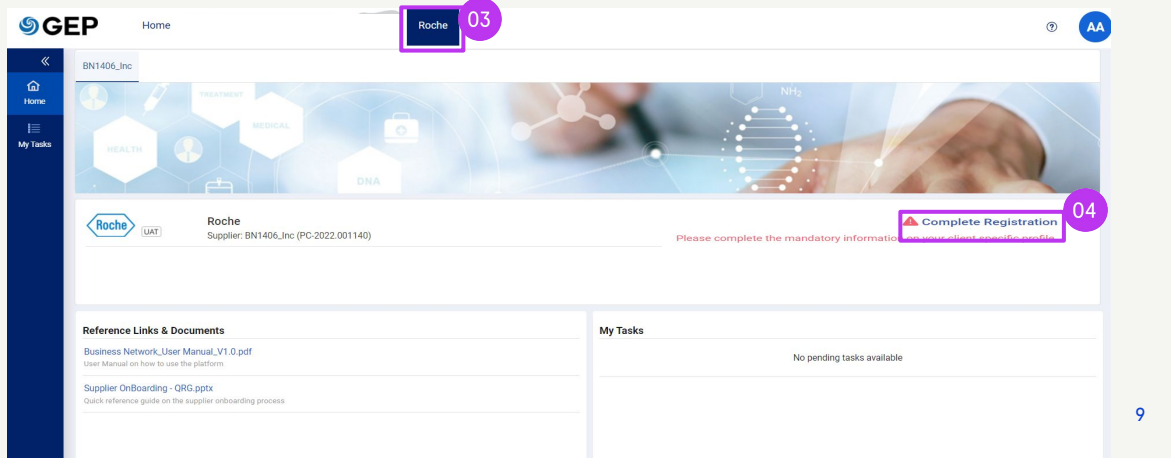 GEP
Home
Roche
03
?
AA
«
Home
My Tasks
BN1406_Inc
TREATMENT
MEDICAL
HEALTH
DNA
NH2
Roche
UAT
Roche
Supplier: BN1406_Inc (PC-2022.001140)
04
Complete Registration
Please complete the mandatory information on your client specific profile
Reference Links & Documents
Business Network_User Manual_V1.0.pdf
User Manual on how to use the platform
Supplier OnBoarding - QRG.pptx
Quick reference guide on the supplier onboarding process
My Tasks
No pending tasks available
9